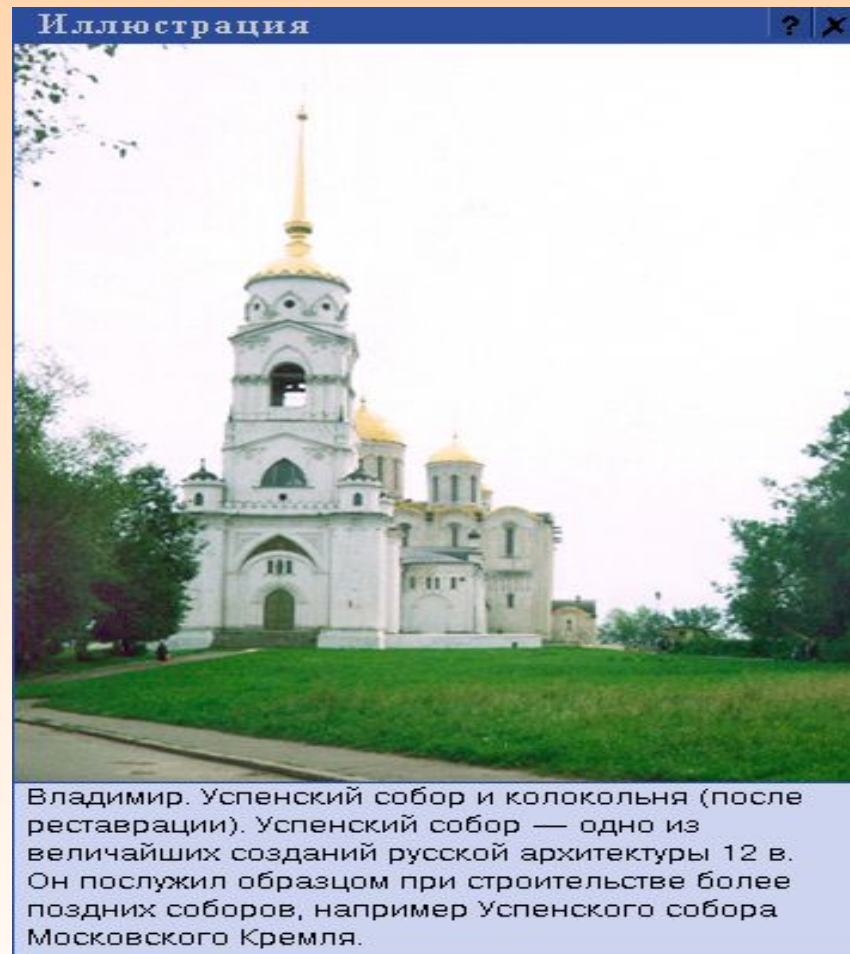 Иллюстрация ? ×
Владимир. Успенский собор и колокольня (после
реставрации). Успенский собор — одно из
величайших созданий русской архитектуры 12 в.
Он послужил образцом при строительстве более
поздних соборов, например Успенского собора
Московского Кремля.